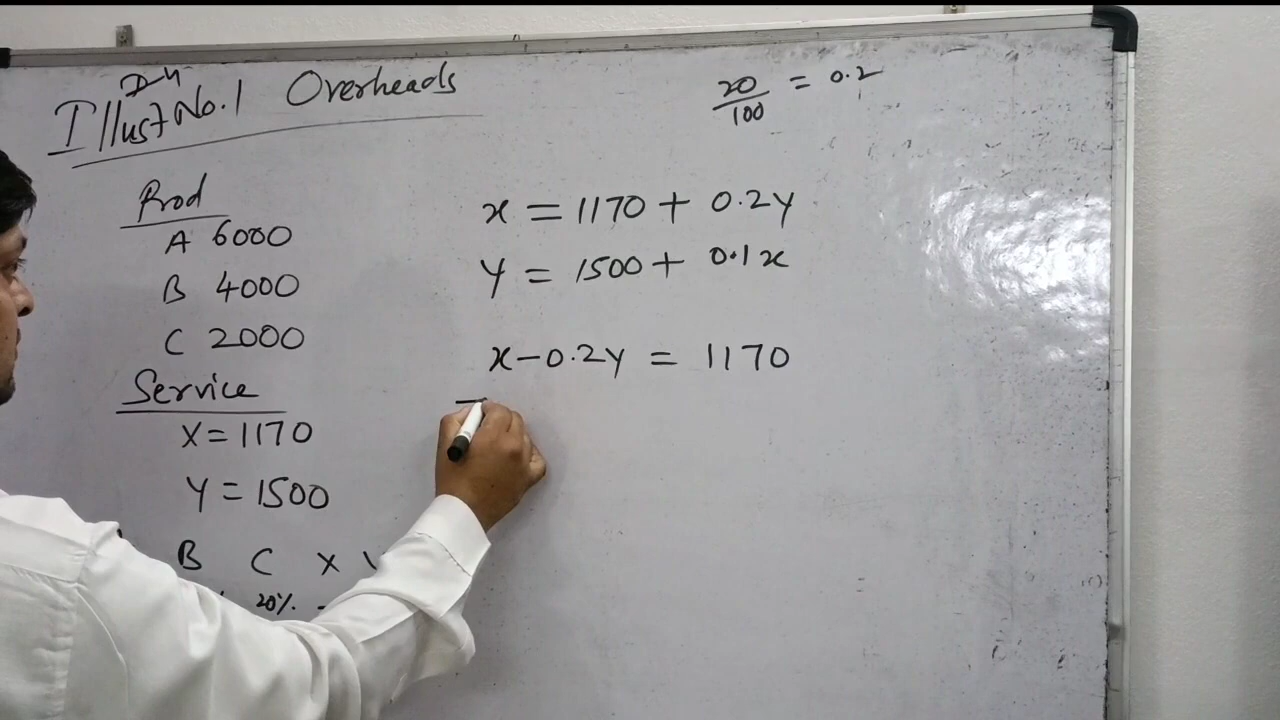 Illust No. 1 Overheads
20/100 = 0.2
Prod
A 6000
B 4000
C 2000
Service
X = 1170
Y = 1500
B C X
20% -
x = 1170 + 0.2y
y = 1500 + 0.1x
x - 0.2y = 1170
-